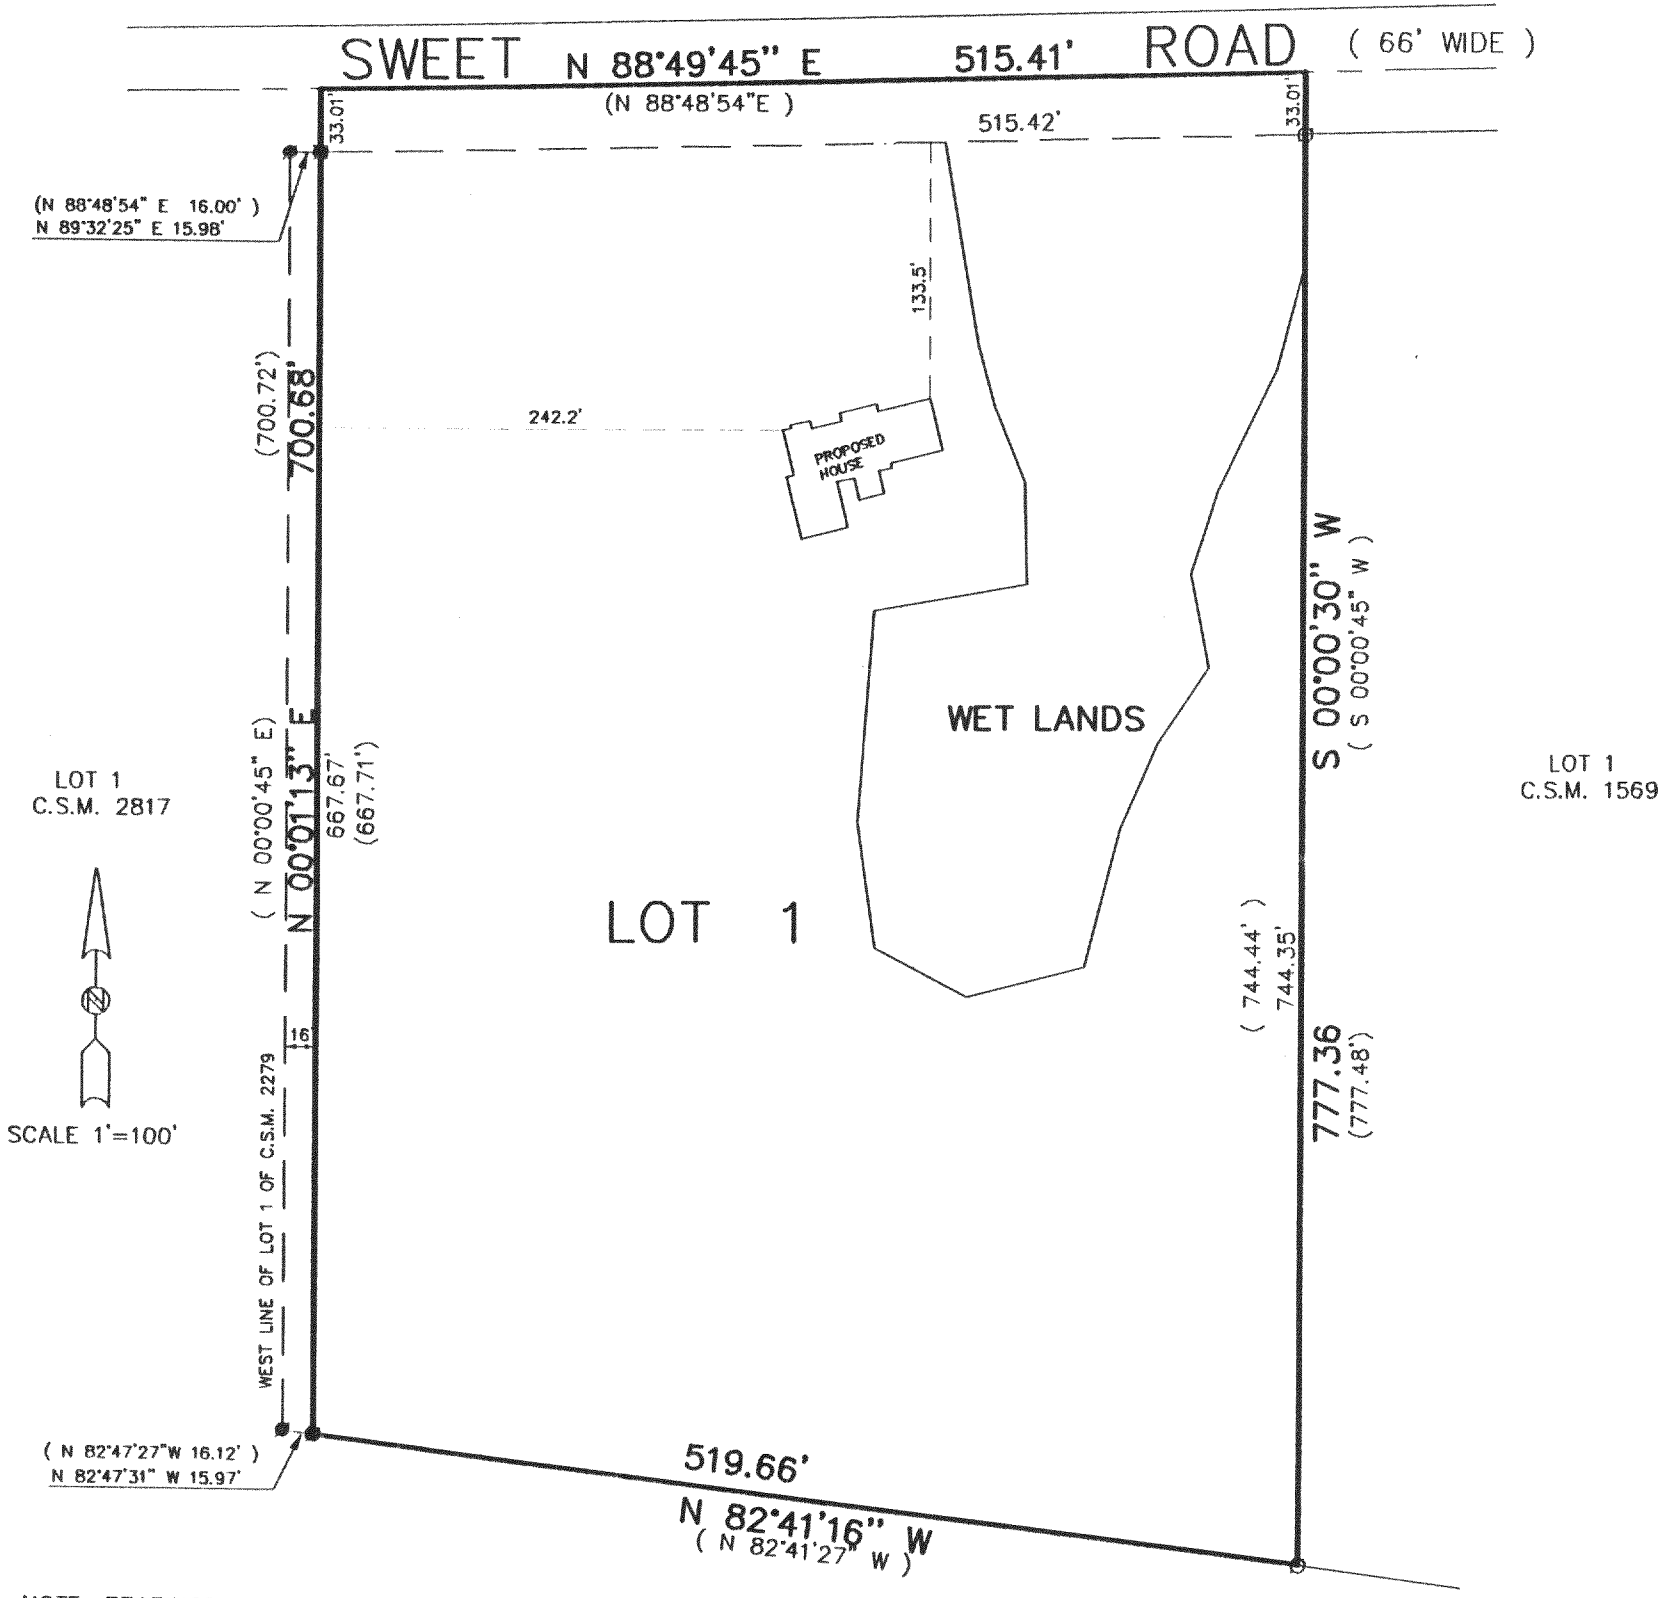 SWEET N 88°49'45" E 515.41' ROAD ( 66' WIDE )
(N 88°48'54"E )
33.01'
33.01'
515.42'
(N 88°48'54" E 16.00' )
N 89°32'25" E 15.98'
133.5'
(700.72')
700.68'
242.2'
PROPOSED
HOUSE
S 00°00'30" W
( S 00°00'45" W )
WET LANDS
( N 00°00'45" E)
N 00°01'13" E
667.67'
(667.71')
LOT 1
C.S.M. 2817
LOT 1
C.S.M. 1569
LOT 1
( 744.44' )
744.35'
16'
777.36
(777.48')
WEST LINE OF LOT 1 OF C.S.M. 2279
N
SCALE 1'=100'
( N 82°47'27"W 16.12' )
N 82°47'31" W 15.97'
519.66'
N 82°41'16" W
( N 82°41'27" W )